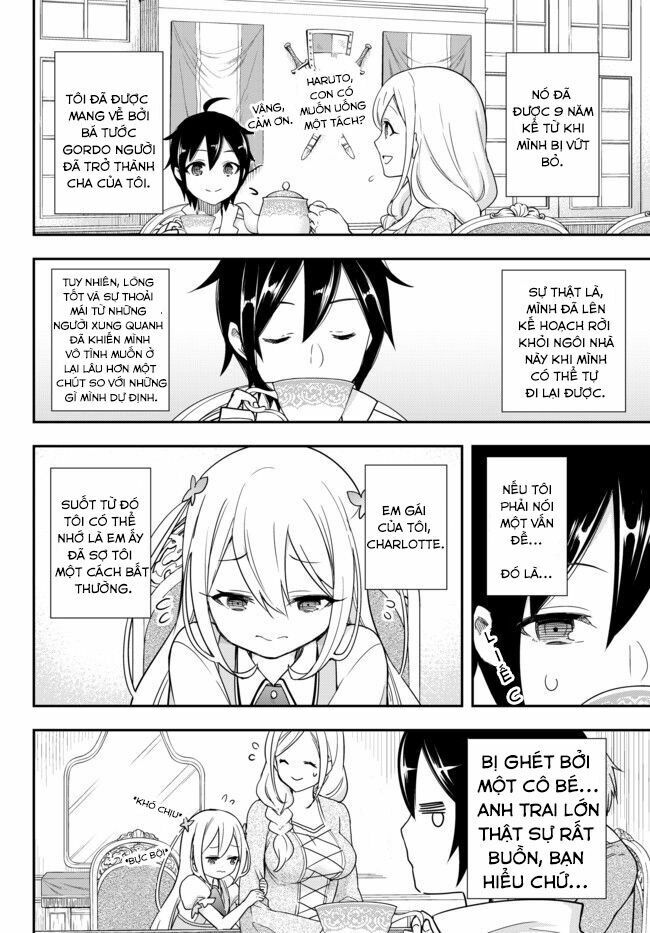 NÓ ĐÃ
ĐƯỢC 9 NĂM
KỂ TỪ KHI
MÌNH BỊ VỨT
BỎ.
HARUTO,
CON CÓ
MUỐN UỐNG
MỘT TÁCH?
VÂNG,
CẢM ƠN.
TÔI ĐÃ ĐƯỢC
MANG VỀ BỞI
BÁ TƯỚC
GORDO NGƯỜI
ĐÃ TRỞ THÀNH
CHA CỦA TÔI.
SỰ THẬT LÀ,
MÌNH ĐÃ LÊN
KẾ HOẠCH RỜI
KHỎI NGÔI NHÀ
NÀY KHI MÌNH
CÓ THỂ TỰ
ĐI LẠI ĐƯỢC.
TUY NHIÊN, LÒNG
TỐT VÀ SỰ THOẢI
MÁI TỪ NHỮNG
NGƯỜI XUNG QUANH
ĐÃ KHIẾN MÌNH
VÔ TÌNH MUỐN Ở
LẠI LÂU HƠN MỘT
CHÚT SO VỚI NHỮNG
GÌ MÌNH DỰ ĐỊNH.
NẾU TÔI
PHẢI NÓI
MỘT VẤN
ĐỀ...
ĐÓ LÀ...
LIẾC
EM GÁI
CỦA TÔI,
CHARLOTTE.
SUỐT TỪ ĐÓ
TÔI CÓ THỂ
NHỚ LÀ EM ẤY
ĐÃ SỢ TÔI
MỘT CÁCH BẤT
THƯỜNG.
BỊ GHÉT BỞI
MỘT CÔ BÉ...
ANH TRAI LỚN
THẬT SỰ RẤT
BUỒN, BẠN
HIỂU CHỨ...
*KHÓ CHỊU*
*BỰC BỘI*